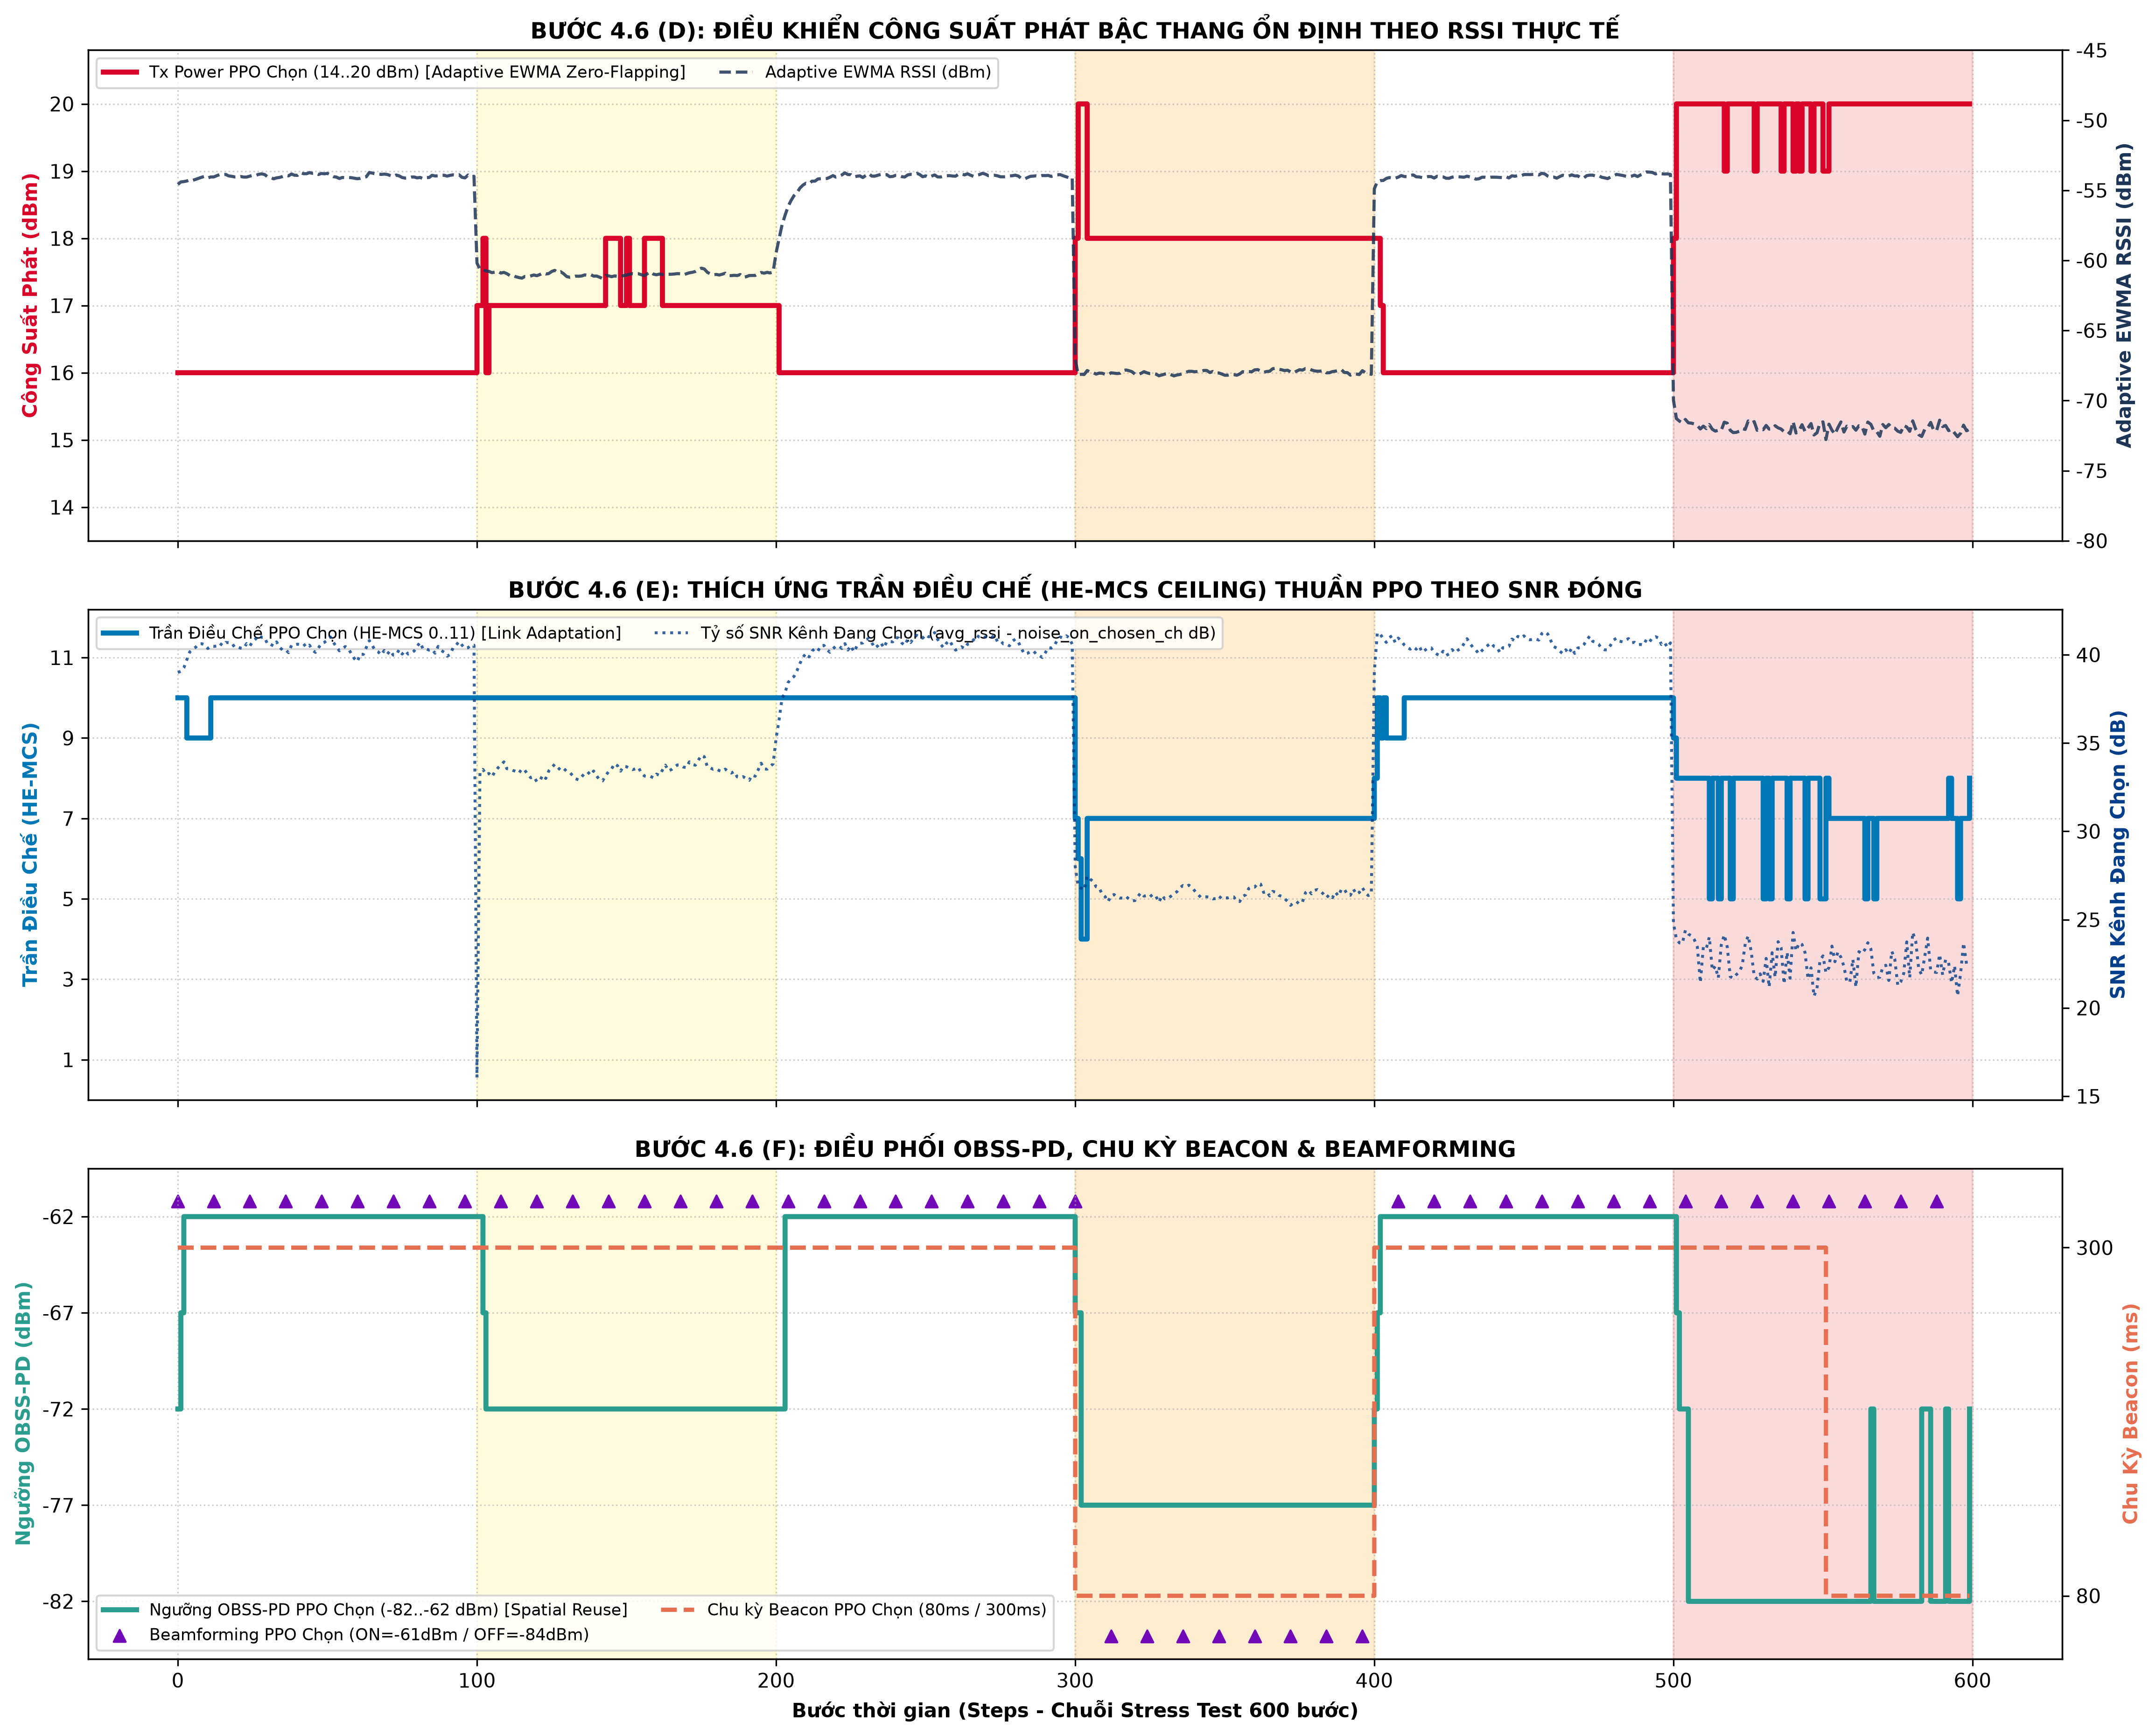 BƯỚC 4.6 (D): ĐIỀU KHIỂN CÔNG SUẤT PHÁT BẬC THANG ỔN ĐỊNH THEO RSSI THỰC TẾ
Tx Power PPO Chọn (14..20 dBm) [Adaptive EWMA Zero-Flapping]
Adaptive EWMA RSSI (dBm)
Công Suất Phát (dBm)
20
19
18
17
16
15
14
-45
-50
-55
-60
-65
-70
-75
-80
Adaptive EWMA RSSI (dBm)
BƯỚC 4.6 (E): THÍCH ỨNG TRẦN ĐIỀU CHẾ (HE-MCS CEILING) THUẦN PPO THEO SNR ĐÓNG
Trần Điều Chế PPO Chọn (HE-MCS 0..11) [Link Adaptation]
Tỷ số SNR Kênh Đang Chọn (avg_rssi - noise_on_chosen_ch dB)
Trần Điều Chế (HE-MCS)
11
9
7
5
3
1
40
35
30
25
20
15
SNR Kênh Đang Chọn (dB)
BƯỚC 4.6 (F): ĐIỀU PHỐI OBSS-PD, CHU KỲ BEACON & BEAMFORMING
Ngưỡng OBSS-PD (dBm)
-62
-67
-72
-77
-82
300
80
Chu Kỳ Beacon (ms)
Ngưỡng OBSS-PD PPO Chọn (-82..-62 dBm) [Spatial Reuse]
Chu kỳ Beacon PPO Chọn (80ms / 300ms)
Beamforming PPO Chọn (ON=-61dBm / OFF=-84dBm)
0 100 200 300 400 500 600
Bước thời gian (Steps - Chuỗi Stress Test 600 bước)